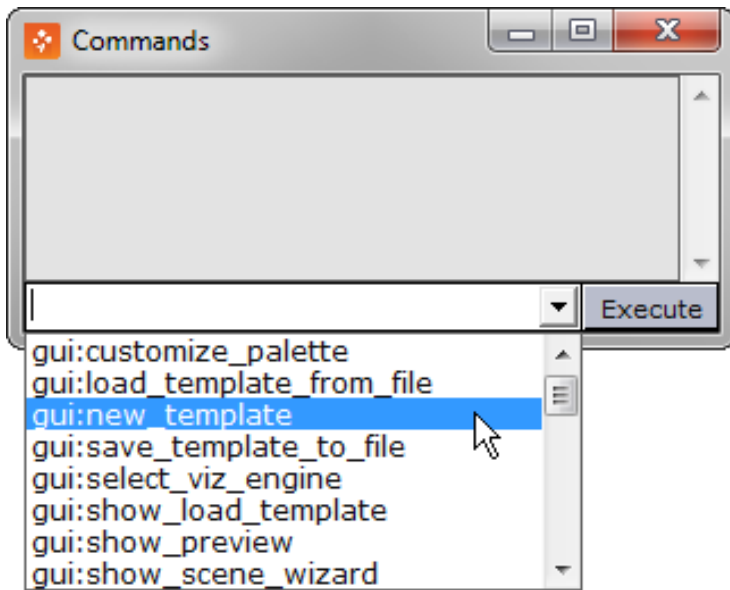 Commands
Execute
gui:customize_palette
gui:load_template_from_file
gui:new_template
gui:save_template_to_file
gui:select_viz_engine
gui:show_load_template
gui:show_preview
gui:show_scene_wizard